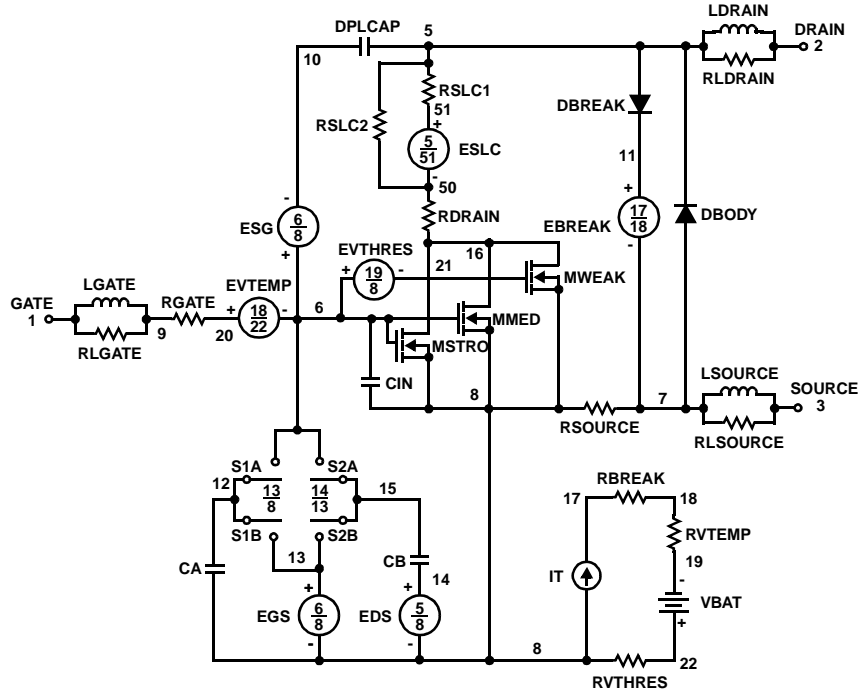 LDRAIN
DPLCAP
5
DRAIN
2
10
RLDRAIN
RSLC1
51
DBREAK
RSLC2
+
5
51
ESLC
-
11
50
-
+
6
8
ESG
+
RDRAIN
17
18
EBREAK
-
DBODY
EVTHRES
16
+
19
8
-
21
MWEAK
LGATE
EVTEMP
GATE
1
RGATE
+
18
22
-
6
MMED
9
20
RLGATE
MSTRO
CIN
8
7
LSOURCE
SOURCE
3
RSOURCE
RLSOURCE
S1A
S2A
12
13
8
14
13
15
S1B
S2B
13
RBREAK
17
18
RVTEMP
CA
CB
14
19
IT
-
VBAT
+
+
EGS
6
8
-
+
EDS
5
8
-
8
22
RVTHRES